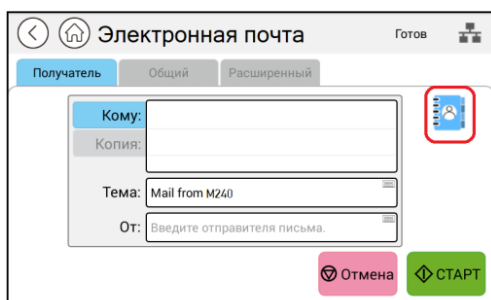 Электронная почта
Готов
Получатель Общий Расширенный
Кому:
Копия:
Тема: Mail from M240
От: Введите отправителя письма.
Отмена СТАРТ